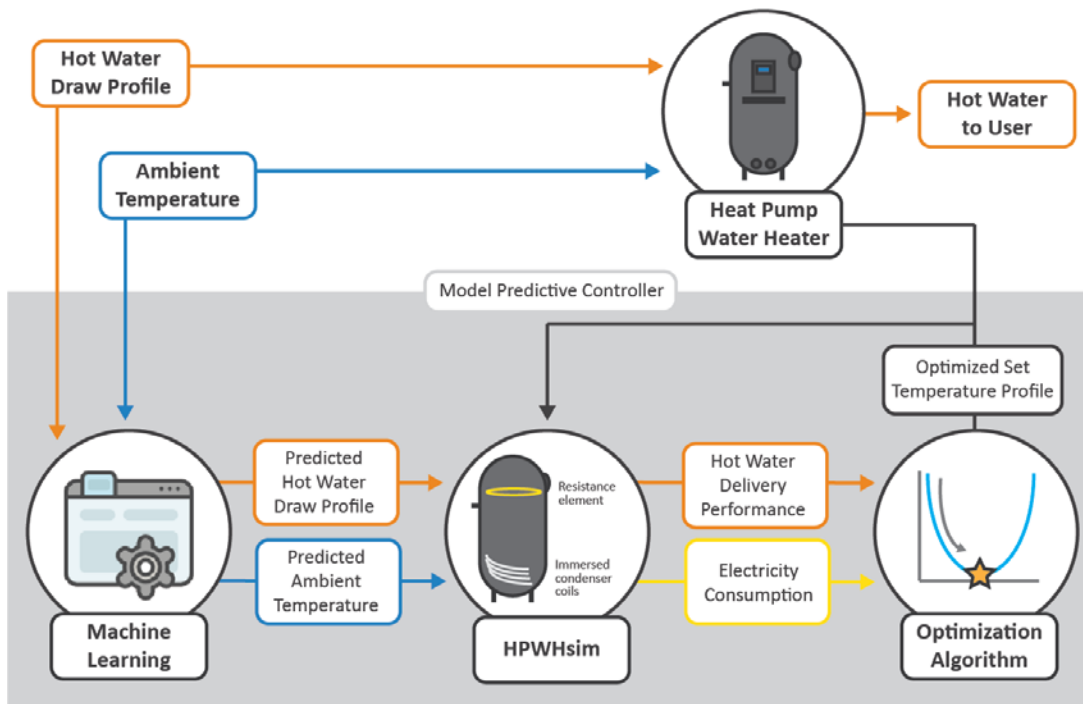 Hot Water
Draw Profile
Hot Water
to User
Ambient
Temperature
Heat Pump
Water Heater
Model Predictive Controller
Optimized Set
Temperature Profile
Predicted
Hot Water
Draw Profile
Resistance
element
Hot Water
Delivery
Performance
Predicted
Ambient
Temperature
Immersed
condenser
coils
Electricity
Consumption
Machine
Learning
HPWHsim
Optimization
Algorithm